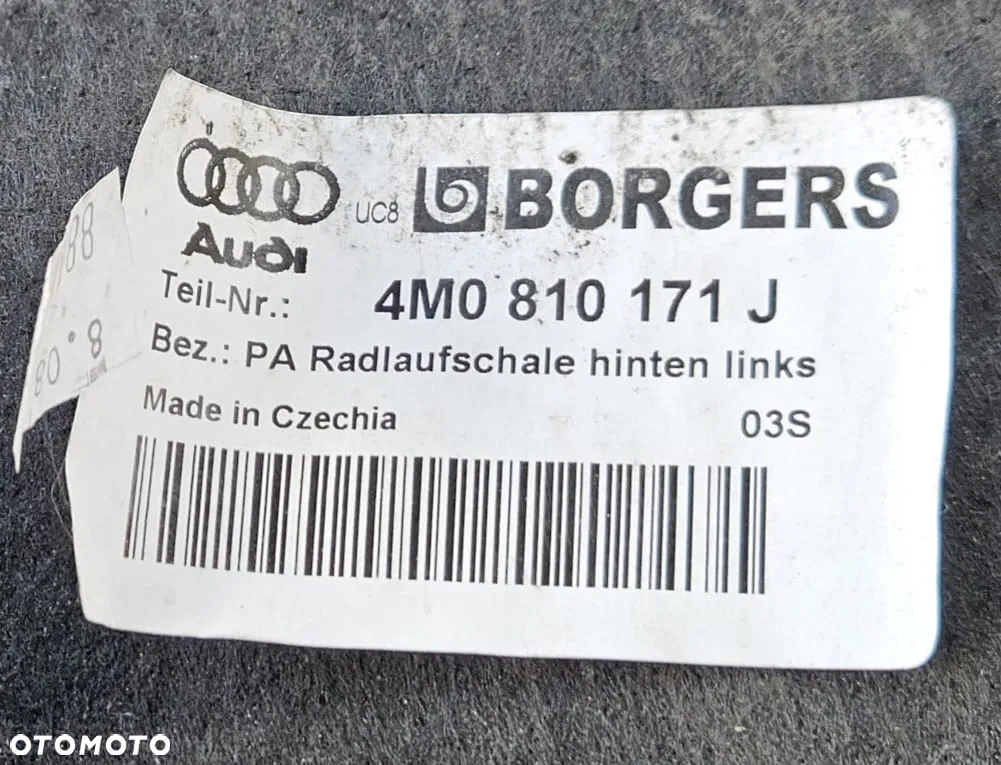 UC8 BORGERS
Audi
Teil-Nr.: 4M0 810 171 J
Bez.: PA Radlaufschale hinten links
Made in Czechia 03S
OTOMOTO